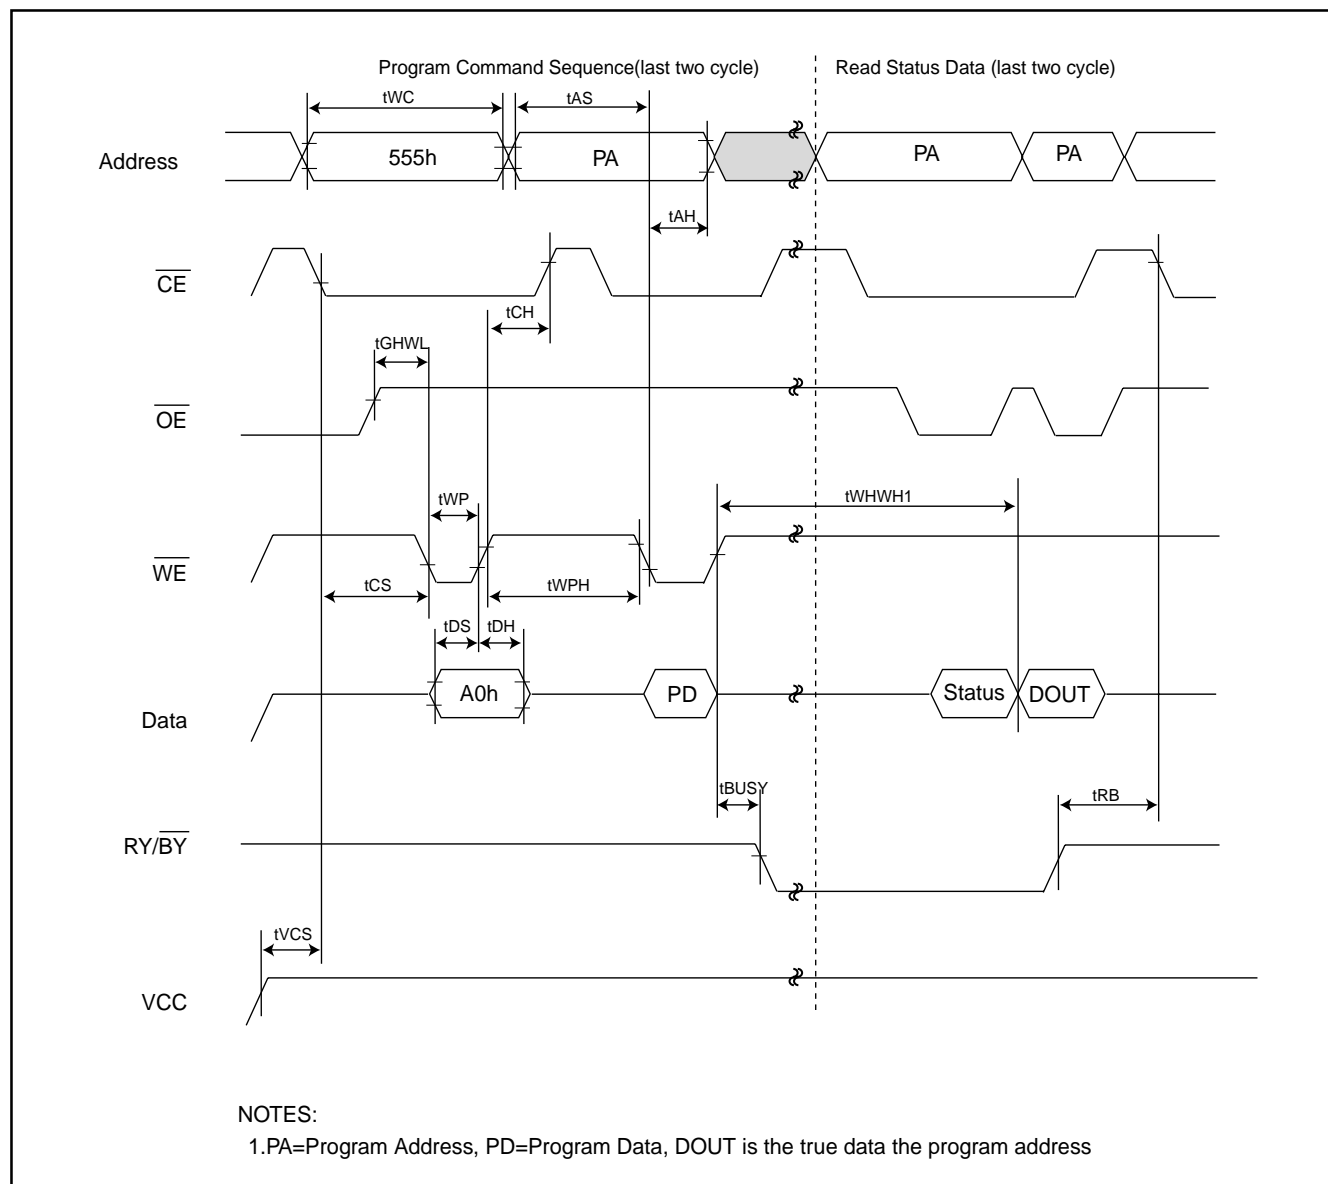 Program Command Sequence(last two cycle) Read Status Data (last two cycle)
tWC tAS
Address 555h PA PA PA
tAH
CE
tCH
tGHWL
OE
tWP tWHWH1
WE
tCS tWPH
tDS tDH
Data A0h PD Status DOUT
tBUSY tRB
RY/BY
tVCS
VCC
NOTES:
1.PA=Program Address, PD=Program Data, DOUT is the true data the program address